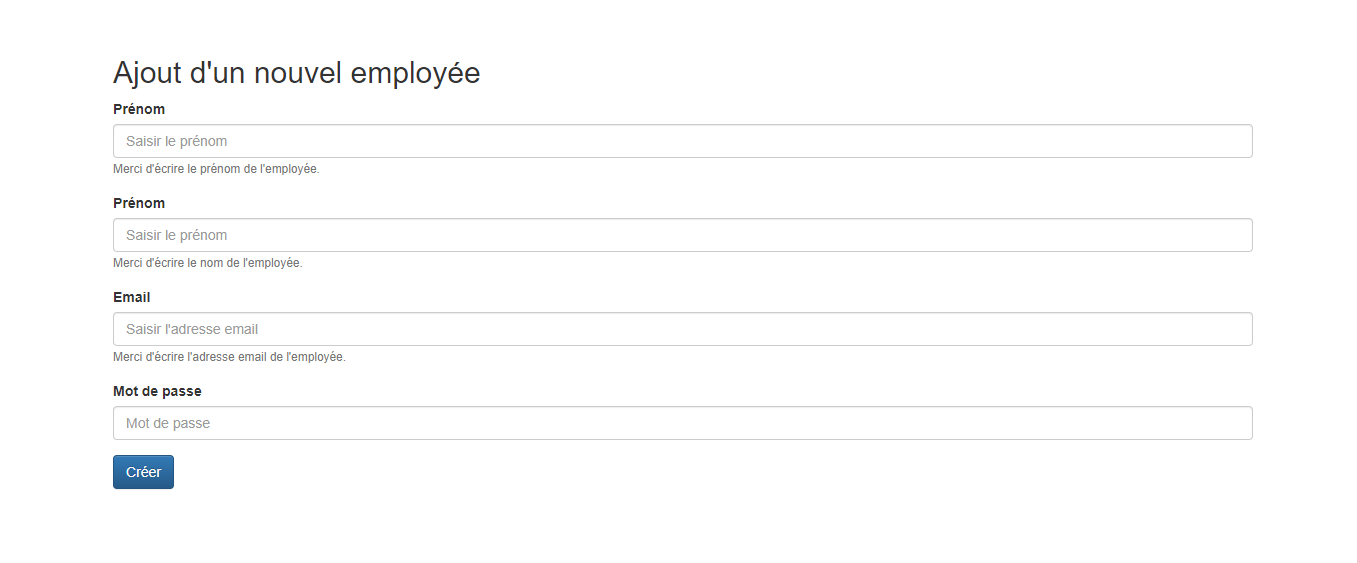 Ajout d'un nouvel employée
Prénom
Saisir le prénom
Merci d'écrire le prénom de l'employée.
Prénom
Saisir le prénom
Merci d'écrire le nom de l'employée.
Email
Saisir l'adresse email
Merci d'écrire l'adresse email de l'employée.
Mot de passe
Mot de passe
Créer